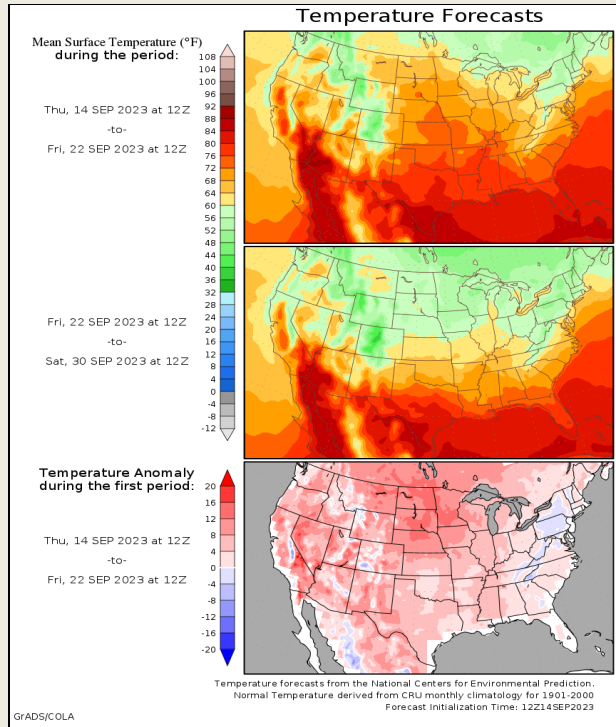 Temperature Forecasts
Mean Surface Temperature (°F)
during the period:
Thu, 14 SEP 2023 at 12Z
-to-
Fri, 22 SEP 2023 at 12Z
108
104
100
96
92
88
84
80
76
72
68
64
60
56
52
48
44
40
36
32
28
24
20
16
12
8
4
0
-4
-8
-12
Fri, 22 SEP 2023 at 12Z
-to-
Sat, 30 SEP 2023 at 12Z
Temperature Anomaly
during the first period:
Thu, 14 SEP 2023 at 12Z
-to-
Fri, 22 SEP 2023 at 12Z
20
16
12
8
4
0
-4
-8
-12
-16
-20
Temperature forecasts from the National Centers for Environmental Prediction.
Normal Temperature derived from CRU monthly climatology for 1901-2000
Forecast Initialization Time: 12Z14SEP2023
GrADS/COLA